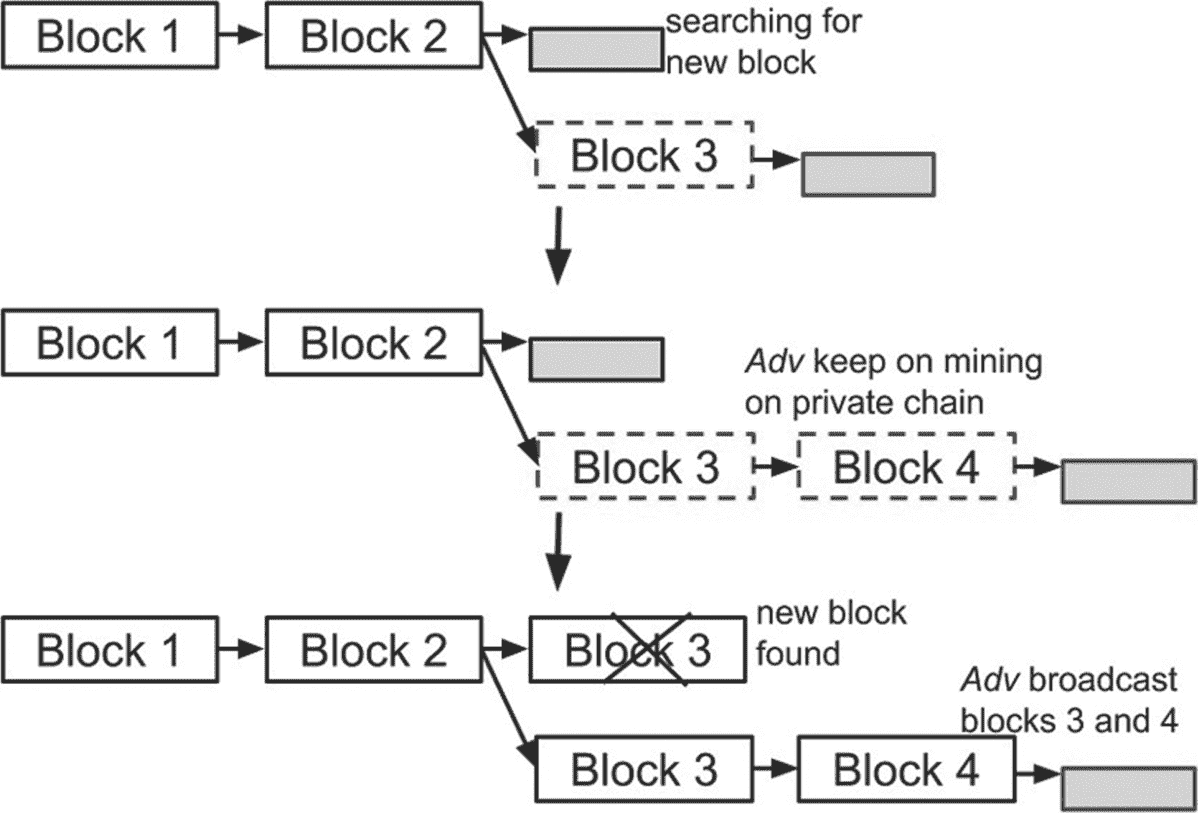 Block 1
Block 2
searching for
new block
Block 3
Block 1
Block 2
Adv keep on mining
on private chain
Block 3
Block 4
Block 1
Block 2
Block 3
new block
found
Adv broadcast
blocks 3 and 4
Block 3
Block 4